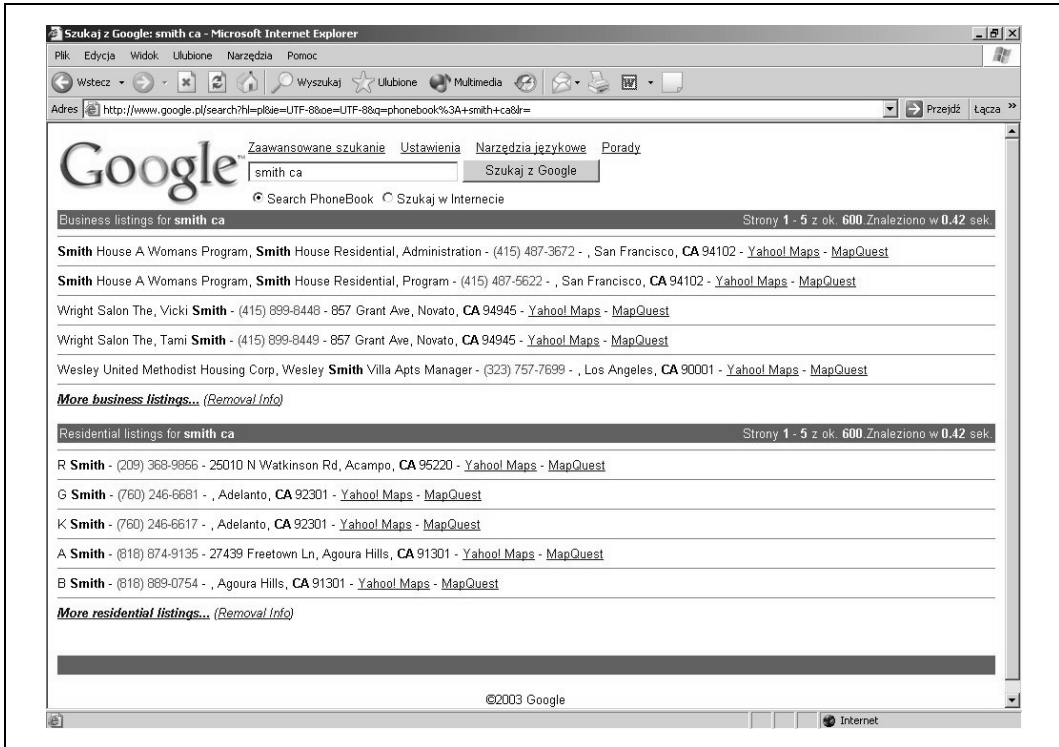 Szukaj z Google: smith ca - Microsoft Internet Explorer
Plik Edycja Widok Ulubione Narzędzia Pomoc
Wstecz Wyszukaj Ulubione Multimedia
Adres http://www.google.pl/search?hl=pl&ie=UTF-8&oe=UTF-8&q=phonebook%3A+smith+ca&lr= Przejdź Łącza »
Google™
Zaawansowane szukanie Ustawienia Narzędzia językowe Porady
smith ca Szukaj z Google
Search PhoneBook Szukaj w Internecie
Business listings for smith ca Strony 1 - 5 z ok. 600.Znaleziono w 0.42 sek.
Smith House A Womans Program, Smith House Residential, Administration - (415) 487-3672 - , San Francisco, CA 94102 - Yahoo! Maps - MapQuest
Smith House A Womans Program, Smith House Residential, Program - (415) 487-5622 - , San Francisco, CA 94102 - Yahoo! Maps - MapQuest
Wright Salon The, Vicki Smith - (415) 899-8448 - 857 Grant Ave, Novato, CA 94945 - Yahoo! Maps - MapQuest
Wright Salon The, Tami Smith - (415) 899-8449 - 857 Grant Ave, Novato, CA 94945 - Yahoo! Maps - MapQuest
Wesley United Methodist Housing Corp, Wesley Smith Villa Apts Manager - (323) 757-7699 - , Los Angeles, CA 90001 - Yahoo! Maps - MapQuest
More business listings... (Removal Info)
Residential listings for smith ca Strony 1 - 5 z ok. 600.Znaleziono w 0.42 sek.
R Smith - (209) 368-9856 - 25010 N Watkinson Rd, Acampo, CA 95220 - Yahoo! Maps - MapQuest
G Smith - (760) 246-6681 - , Adelanto, CA 92301 - Yahoo! Maps - MapQuest
K Smith - (760) 246-6617 - , Adelanto, CA 92301 - Yahoo! Maps - MapQuest
A Smith - (818) 874-9135 - 27439 Freetown Ln, Agoura Hills, CA 91301 - Yahoo! Maps - MapQuest
B Smith - (818) 889-0754 - , Agoura Hills, CA 91301 - Yahoo! Maps - MapQuest
More residential listings... (Removal Info)
©2003 Google
Internet